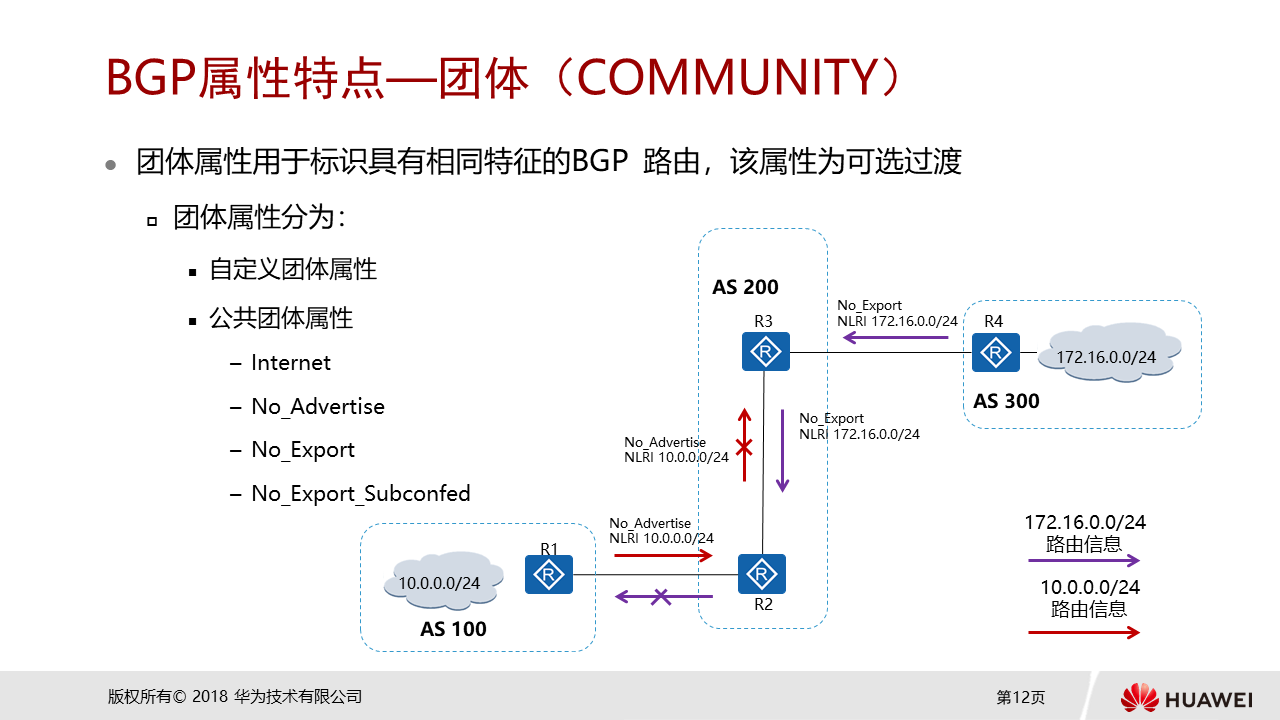 BGP属性特点—团体（COMMUNITY）
团体属性用于标识具有相同特征的BGP 路由，该属性为可选过渡
团体属性分为：
自定义团体属性
公共团体属性
– Internet
– No_Advertise
– No_Export
– No_Export_Subconfed
AS 200
R3
No_Export
NLRI 172.16.0.0/24
R4
172.16.0.0/24
AS 300
No_Export
NLRI 172.16.0.0/24
No_Advertise
NLRI 10.0.0.0/24
No_Advertise
NLRI 10.0.0.0/24
R1
10.0.0.0/24
AS 100
R2
172.16.0.0/24
路由信息
10.0.0.0/24
路由信息
版权所有© 2018 华为技术有限公司
第12页
HUAWEI
R
R
R
R